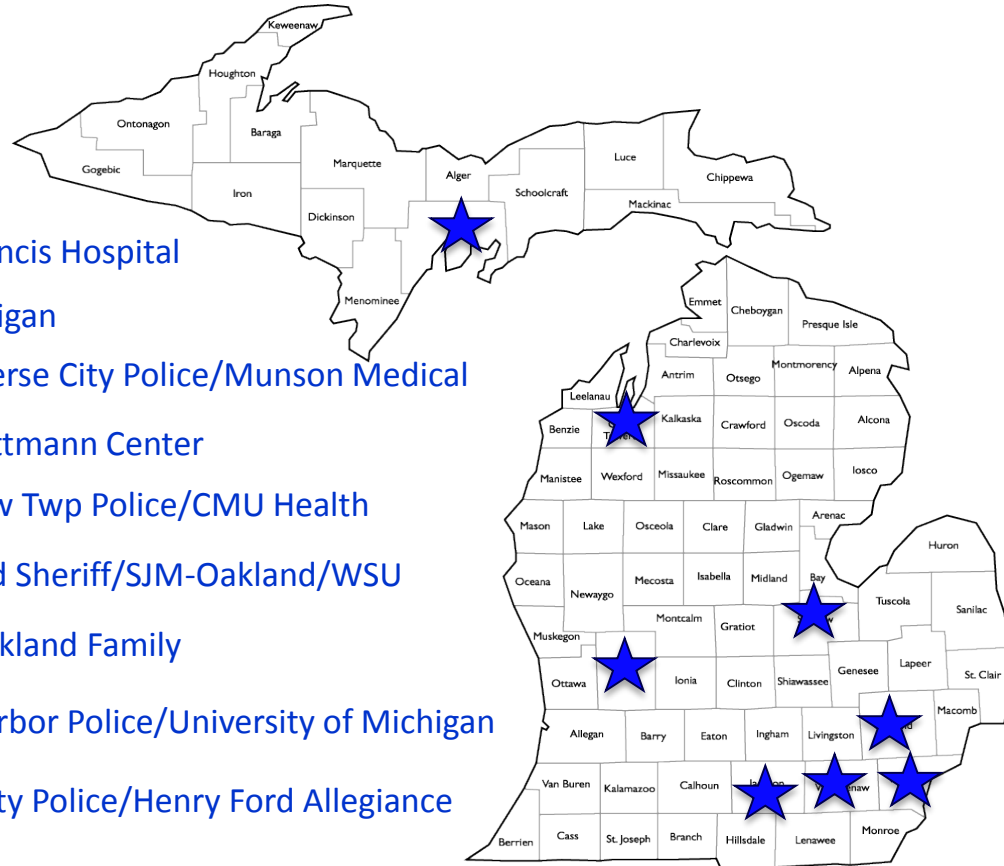 Keweenaw
Houghton
Ontonagon
Baraga
Gogebic
Iron
Marquette
Dickinson
Menominee
Alger
Schoolcraft
Luce
Chippewa
Mackinac
ncis Hospital
igan
erse City Police/Munson Medical
ttmann Center
w Twp Police/CMU Health
d Sheriff/SJM-Oakland/WSU
kland Family
rbor Police/University of Michigan
ty Police/Henry Ford Allegiance
Emmet
Cheboygan
Presque Isle
Charlevoix
Antrim
Otsego
Montmorency
Alpena
Leelanau
Benzie
Kalkaska
Crawford
Oscoda
Alcona
Manistee
Wexford
Missaukee
Roscommon
Ogemaw
Iosco
Mason
Lake
Osceola
Clare
Gladwin
Arenac
Huron
Oceana
Newaygo
Mecosta
Isabella
Midland
Bay
Tuscola
Sanilac
Muskegon
Montcalm
Gratiot
Ottawa
Ionia
Clinton
Shiawassee
Genesee
Lapeer
St. Clair
Macomb
Allegan
Barry
Eaton
Ingham
Livingston
Van Buren
Kalamazoo
Calhoun
Berrien
Cass
St. Joseph
Branch
Hillsdale
Lenawee
Monroe